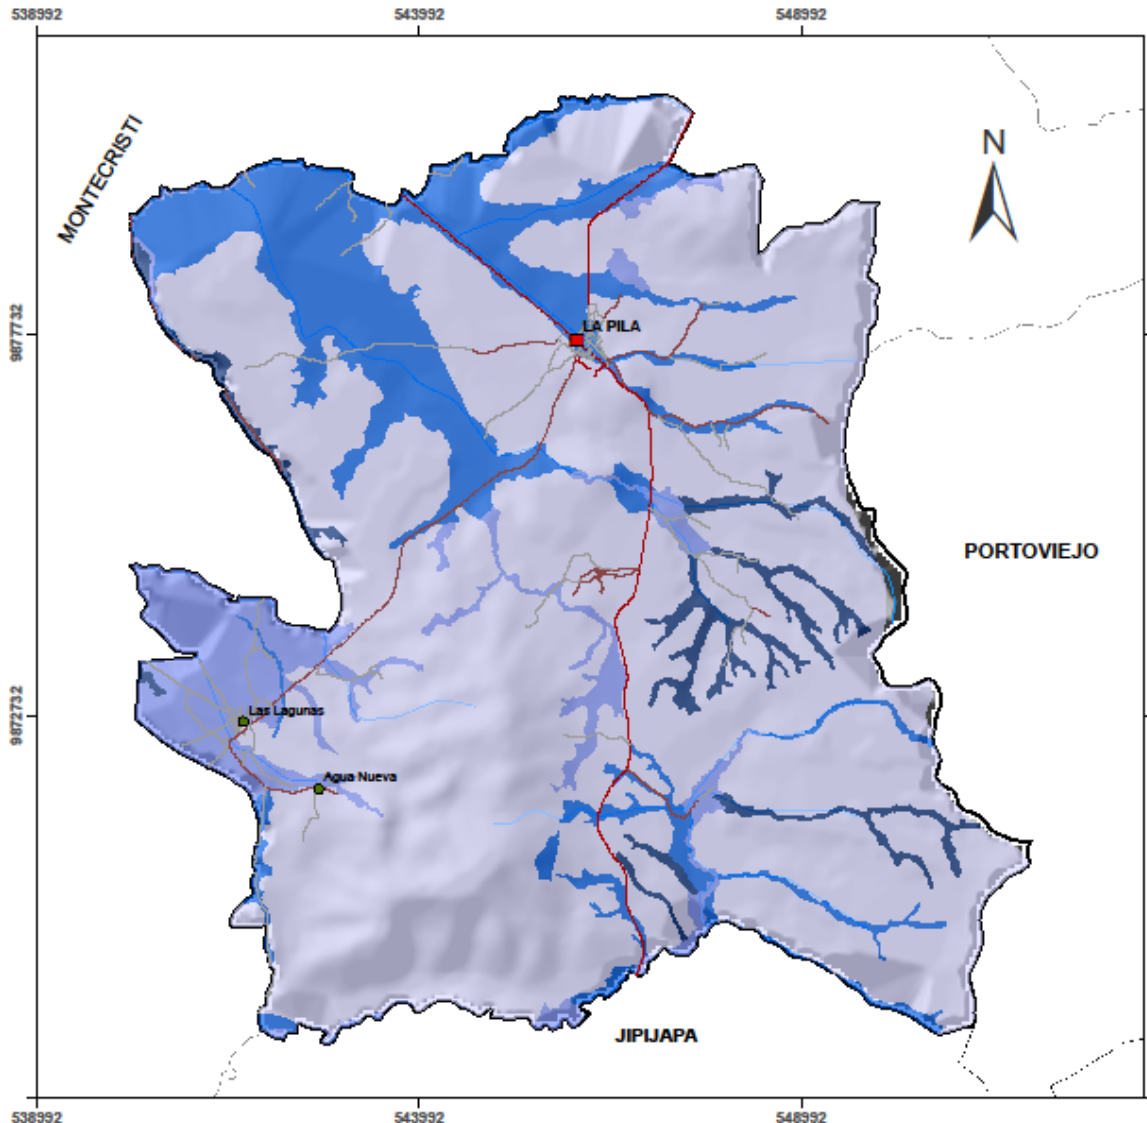 538992 543992 548992
MONTECRISTI
N
9877732
LA PILA
PORTOVIEJO
9872732
Las Lagunas
Agua Nueva
JIPIJAPA
538992 543992 548992